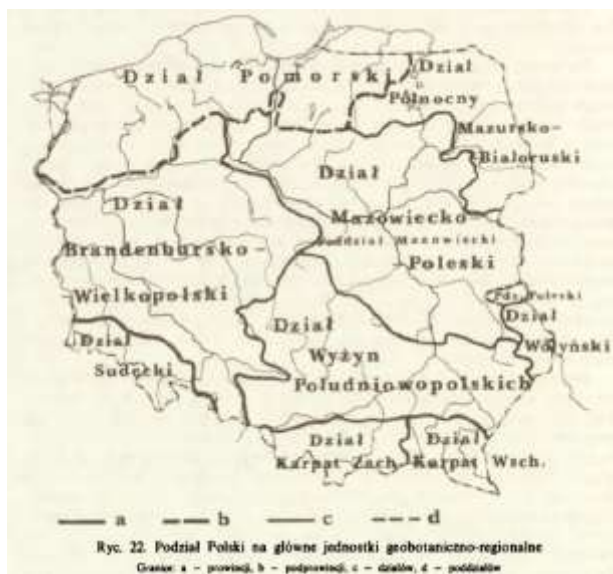 Dział Pomorski
Dział
Północny
Mazursko-
Białoruski
Dział
Mazowiecko
Poddział Mazowiecki
Poleski
Dział
Brandenbursko-
Wielkopolski
Pdz. Poleski
Dział
Wołyński
Dział
Wyżyn
Południowopolskich
Dział
Sudecki
Dział
Karpat Zach.
Dział
Karpat Wsch.
a b c d
Ryc. 22. Podział Polski na główne jednostki geobotaniczno-regionalne
Granice: a – prowincji, b – podprowincji, c – działów, d – poddziałów